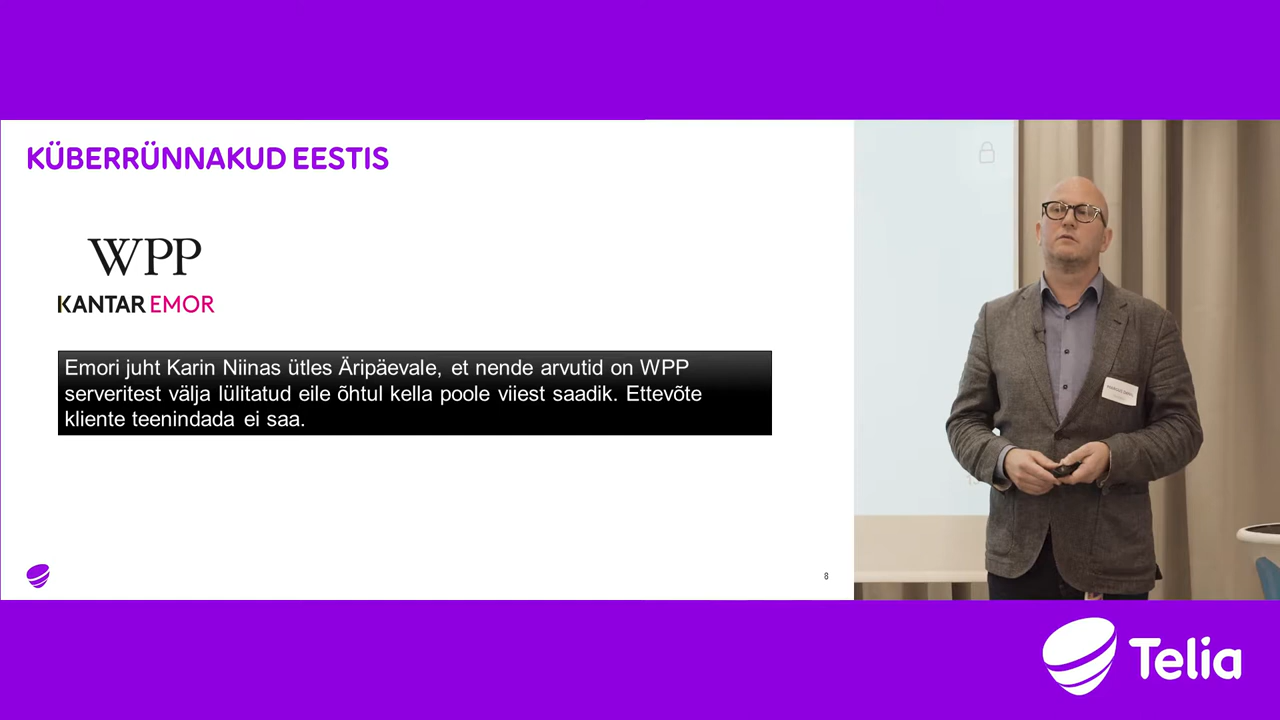 KÜBERRÜNNAKUD EESTIS
WPP
KANTAR EMOR
Emori juht Karin Niinas ütles Äripäevale, et nende arvutid on WPP
serveritest välja lülitatud eile õhtul kella poole viiest saadik. Ettevõte
kliente teenindada ei saa.
8
Telia